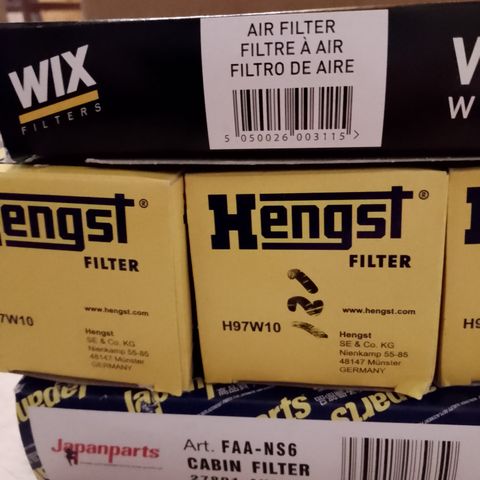 WIX
FILTERS
AIR FILTER
FILTRE À AIR
FILTRO DE AIRE
5 050026 003115 >
W
W
Hengst®
FILTER
www.hengst.com
H97W10
Hengst
SE & Co. KG
Nienkamp 55-85
48147 Münster
GERMANY
Hengst®
FILTER
www.hengst.com
H97W10
Hengst
SE & Co. KG
Nienkamp 55-85
48147 Münster
GERMANY
H9
Japanparts
Art. FAA-NS6
CABIN FILTER